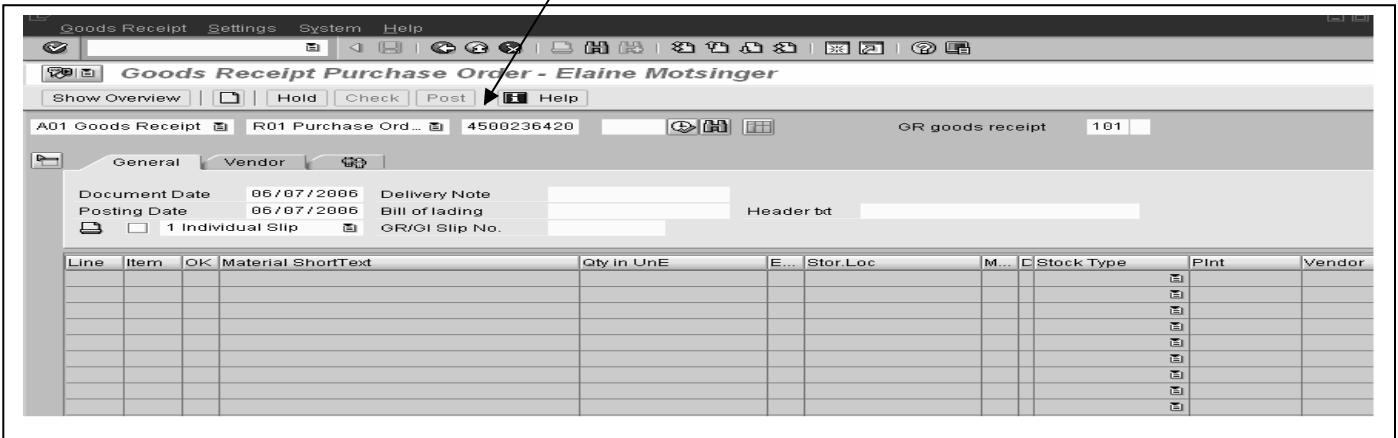 Goods Receipt Settings System Help
Goods Receipt Purchase Order - Elaine Motsinger
Show Overview Hold Check Post Help
A01 Goods Receipt R01 Purchase Ord… 4500236420 GR goods receipt 101
General Vendor
Document Date 06/07/2006 Delivery Note
Posting Date 06/07/2006 Bill of lading Header txt
1 Individual Slip GR/GI Slip No.
Line Item OK Material ShortText Qty in UnE E... Stor.Loc M... D Stock Type Plnt Vendor